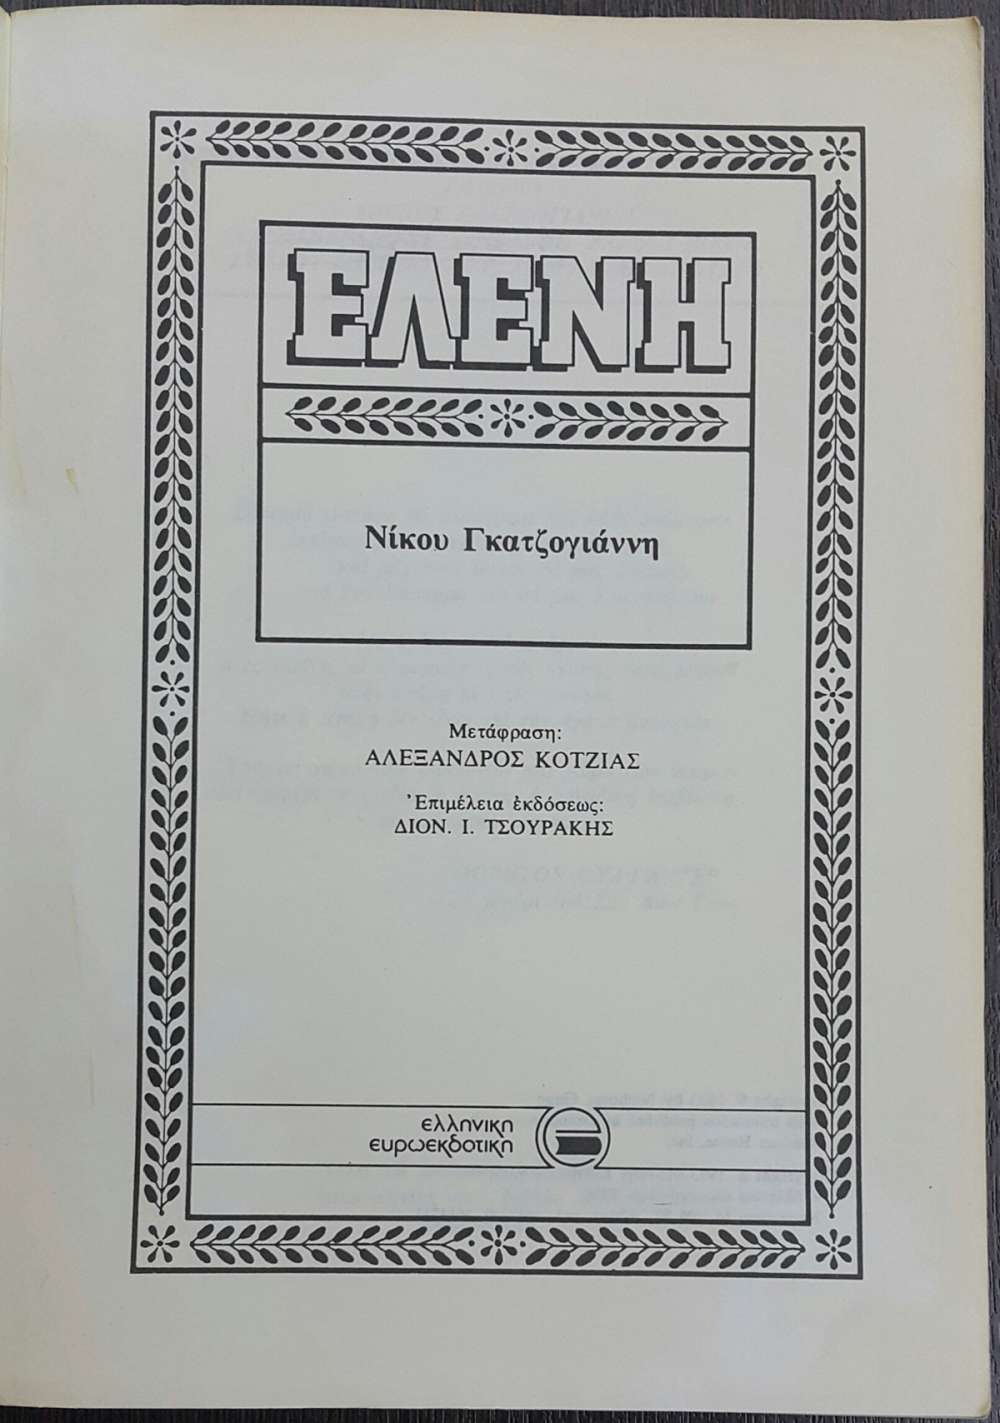 ΕΛΕΝΗ
Νίκου Γκατζογιάννη
Μετάφραση:
ΑΛΕΞΑΝΔΡΟΣ ΚΟΤΖΙΑΣ
Ἐπιμέλεια ἐκδόσεως:
ΔΙΟΝ. Ι. ΤΣΟΥΡΑΚΗΣ
ελληνικη
ευρωεκδοτικη